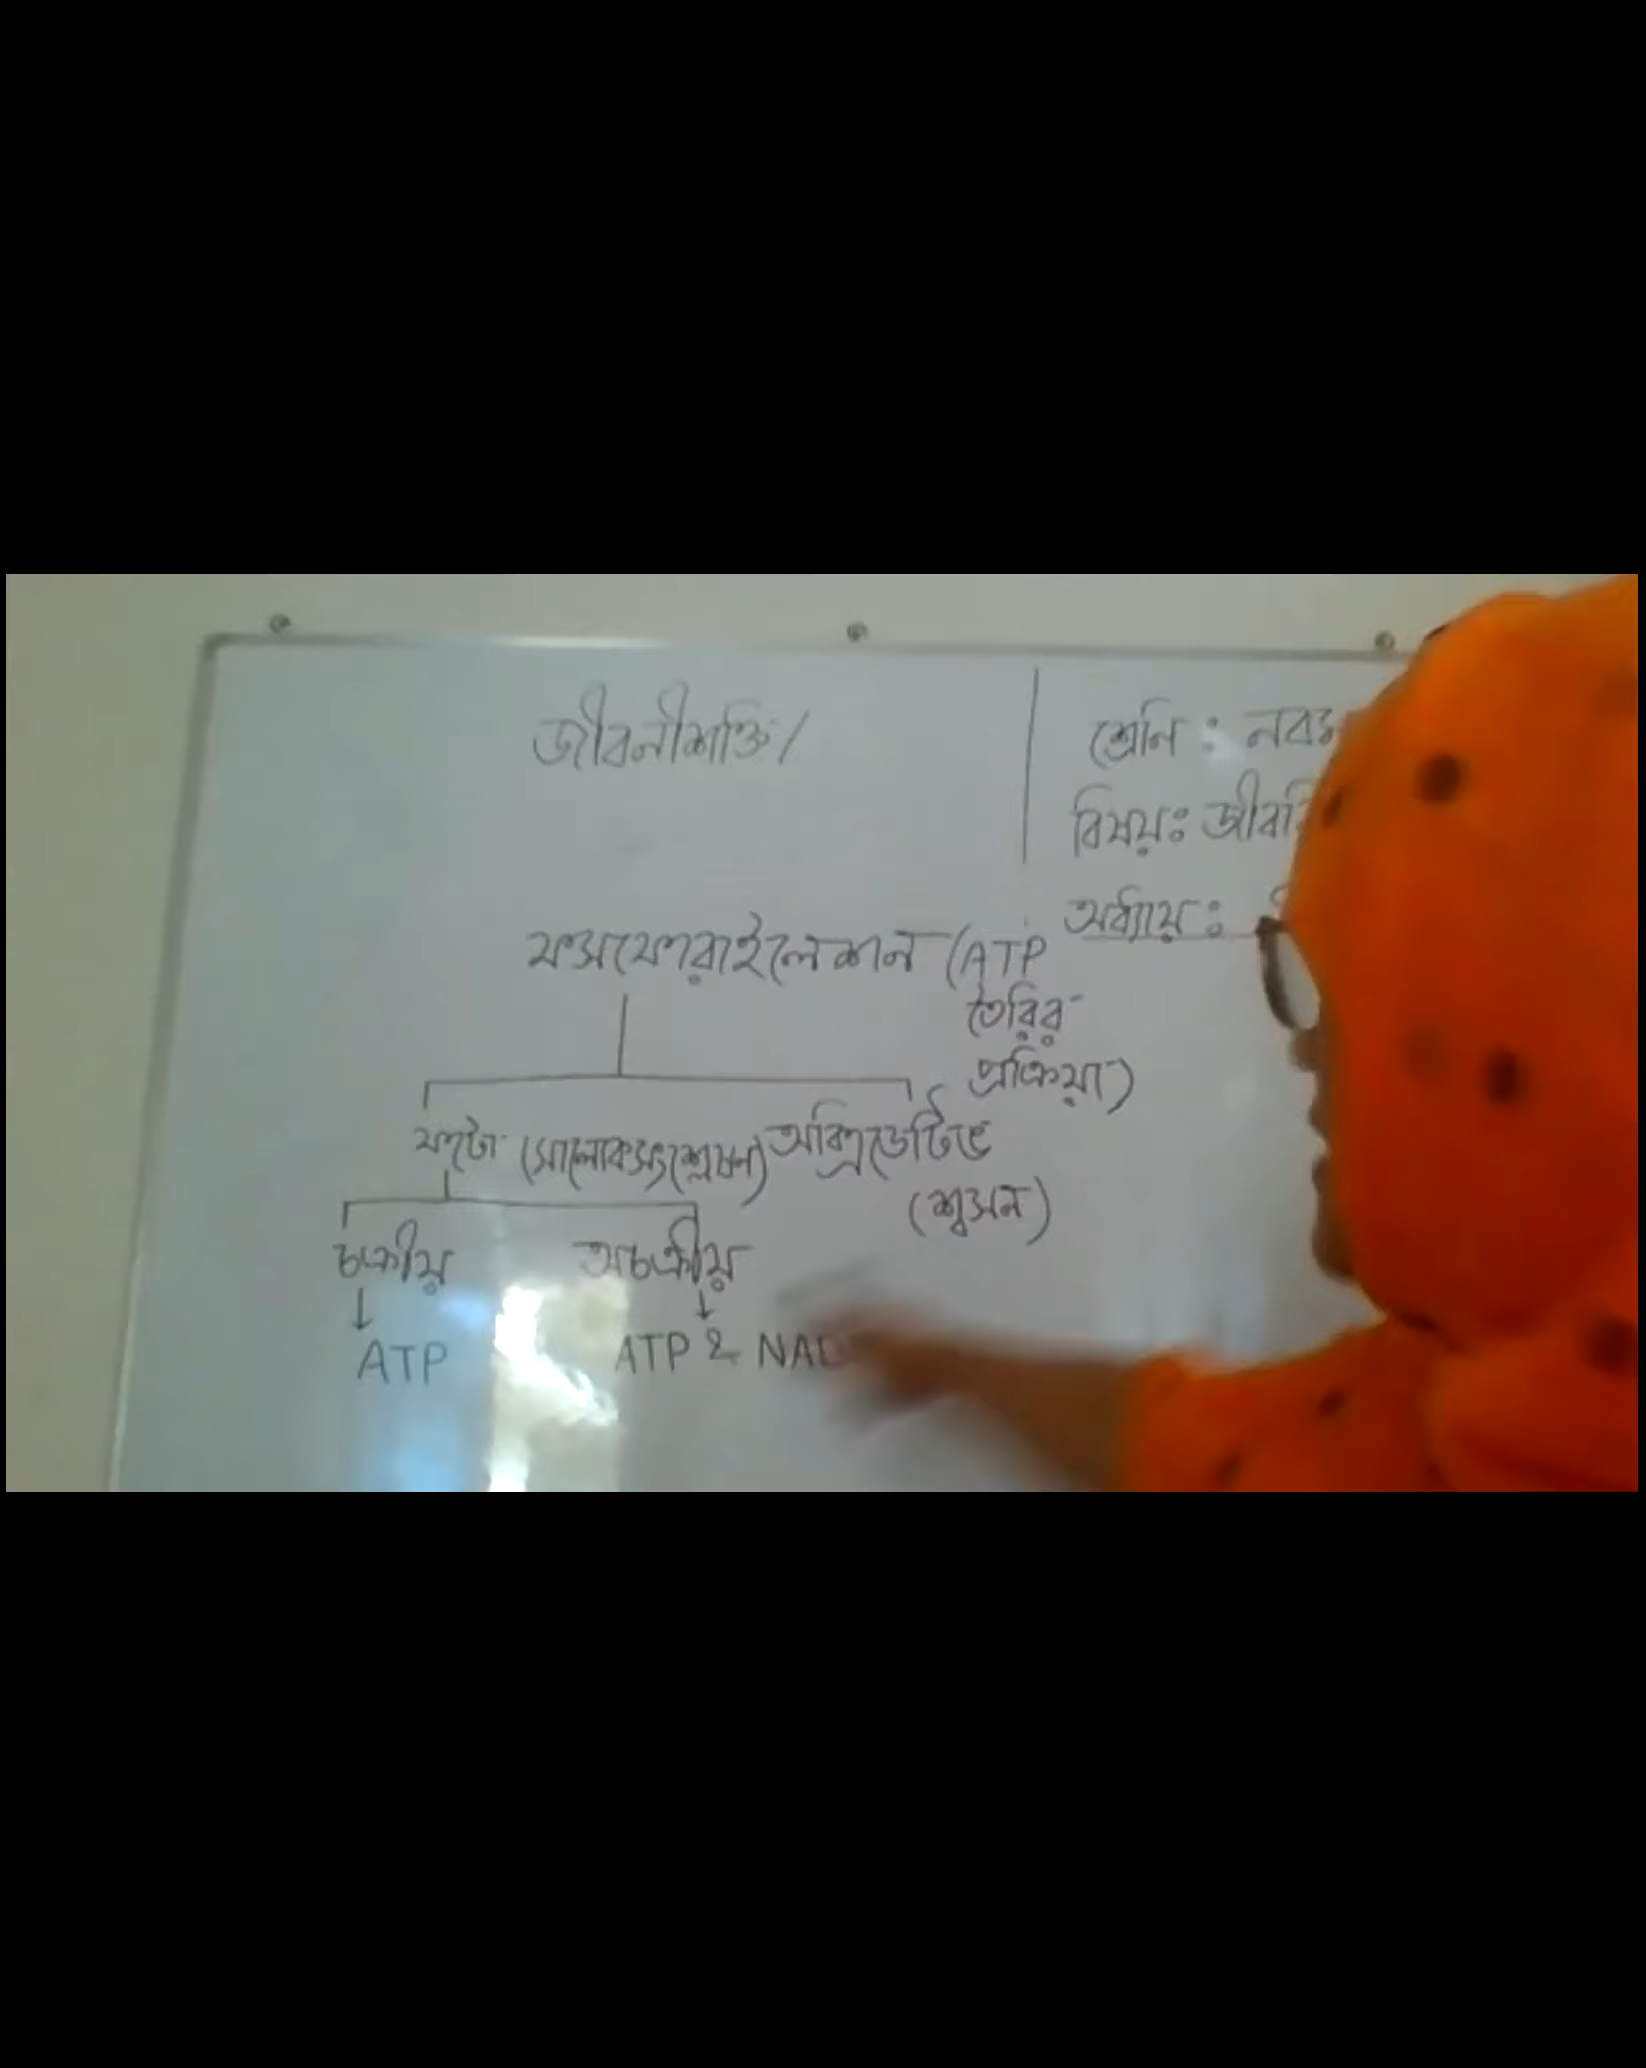 জীবনীশক্তি/
শ্রেনি : নবম
বিষয়ঃ
অধ্যায়ঃ
ফসফোরাইলেশন (ATP
তৈরির
প্রক্রিয়া)
ফটো (সালোকসংশ্লেষণ) অক্সিডেটিভ
(শ্বসন)
চক্রীয় অচক্রীয়
↓ ↓
ATP ATP & NAD